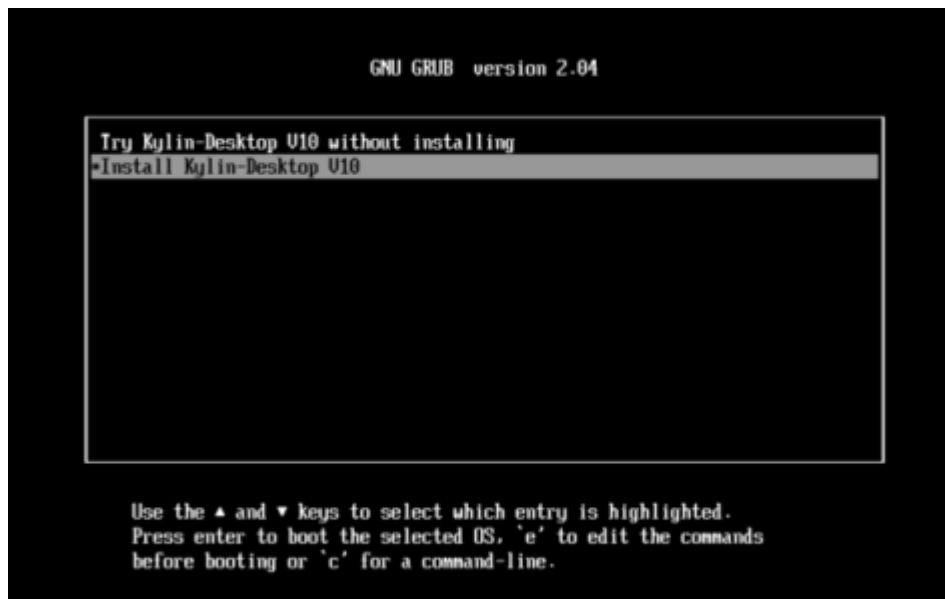 GNU GRUB version 2.04
Try Kylin-Desktop V10 without installing
*Install Kylin-Desktop V10
Use the ▲ and ▼ keys to select which entry is highlighted.
Press enter to boot the selected OS, `e' to edit the commands
before booting or `c' for a command-line.